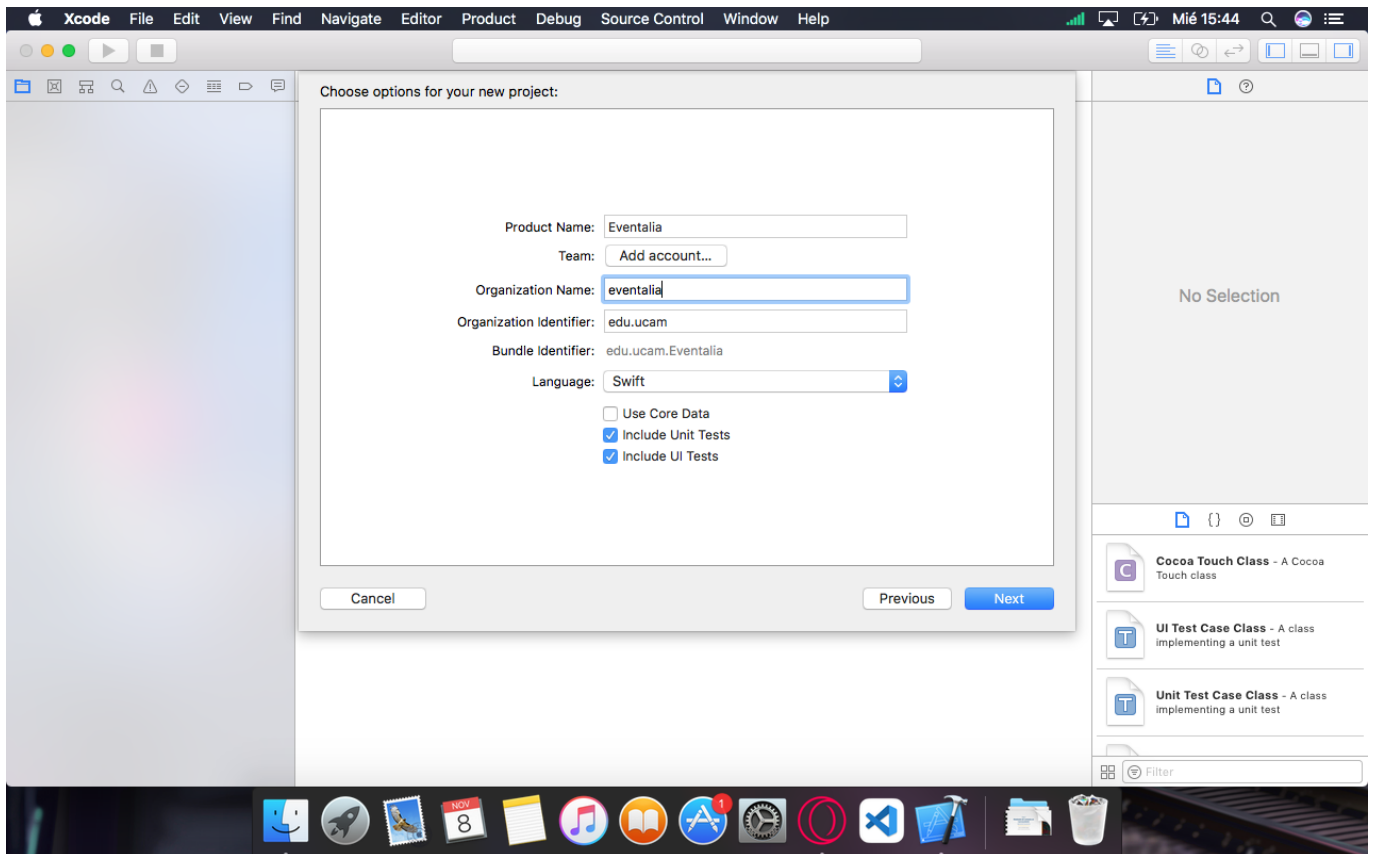 Xcode File Edit View Find Navigate Editor Product Debug Source Control Window Help Mié 15:44
Choose options for your new project:
Product Name: Eventalia
Team: Add account...
Organization Name: eventalia
Organization Identifier: edu.ucam
Bundle Identifier: edu.ucam.Eventalia
Language: Swift
Use Core Data
Include Unit Tests
Include UI Tests
Cancel Previous Next
No Selection
{}
C Cocoa Touch Class - A Cocoa
Touch class
T UI Test Case Class - A class
implementing a unit test
T Unit Test Case Class - A class
implementing a unit test
Filter
NOV
8
1